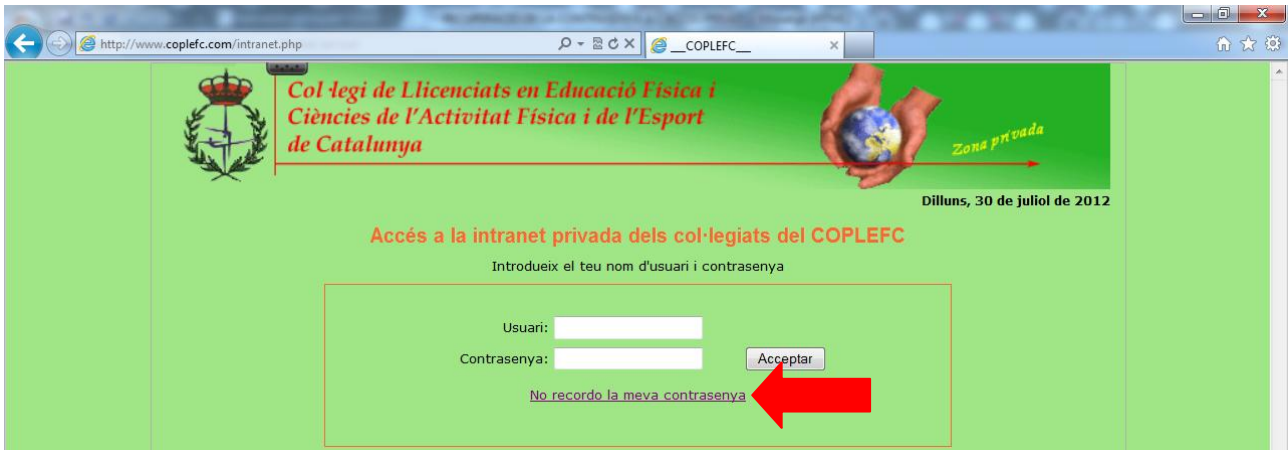 http://www.coplefc.com/intranet.php
__COPLEFC__
Col·legi de Llicenciats en Educació Física i
Ciències de l'Activitat Física i de l'Esport
de Catalunya
Zona privada
Dilluns, 30 de juliol de 2012
Accés a la intranet privada dels col·legiats del COPLEFC
Introdueix el teu nom d'usuari i contrasenya
Usuari:
Contrasenya:
Acceptar
No recordo la meva contrasenya